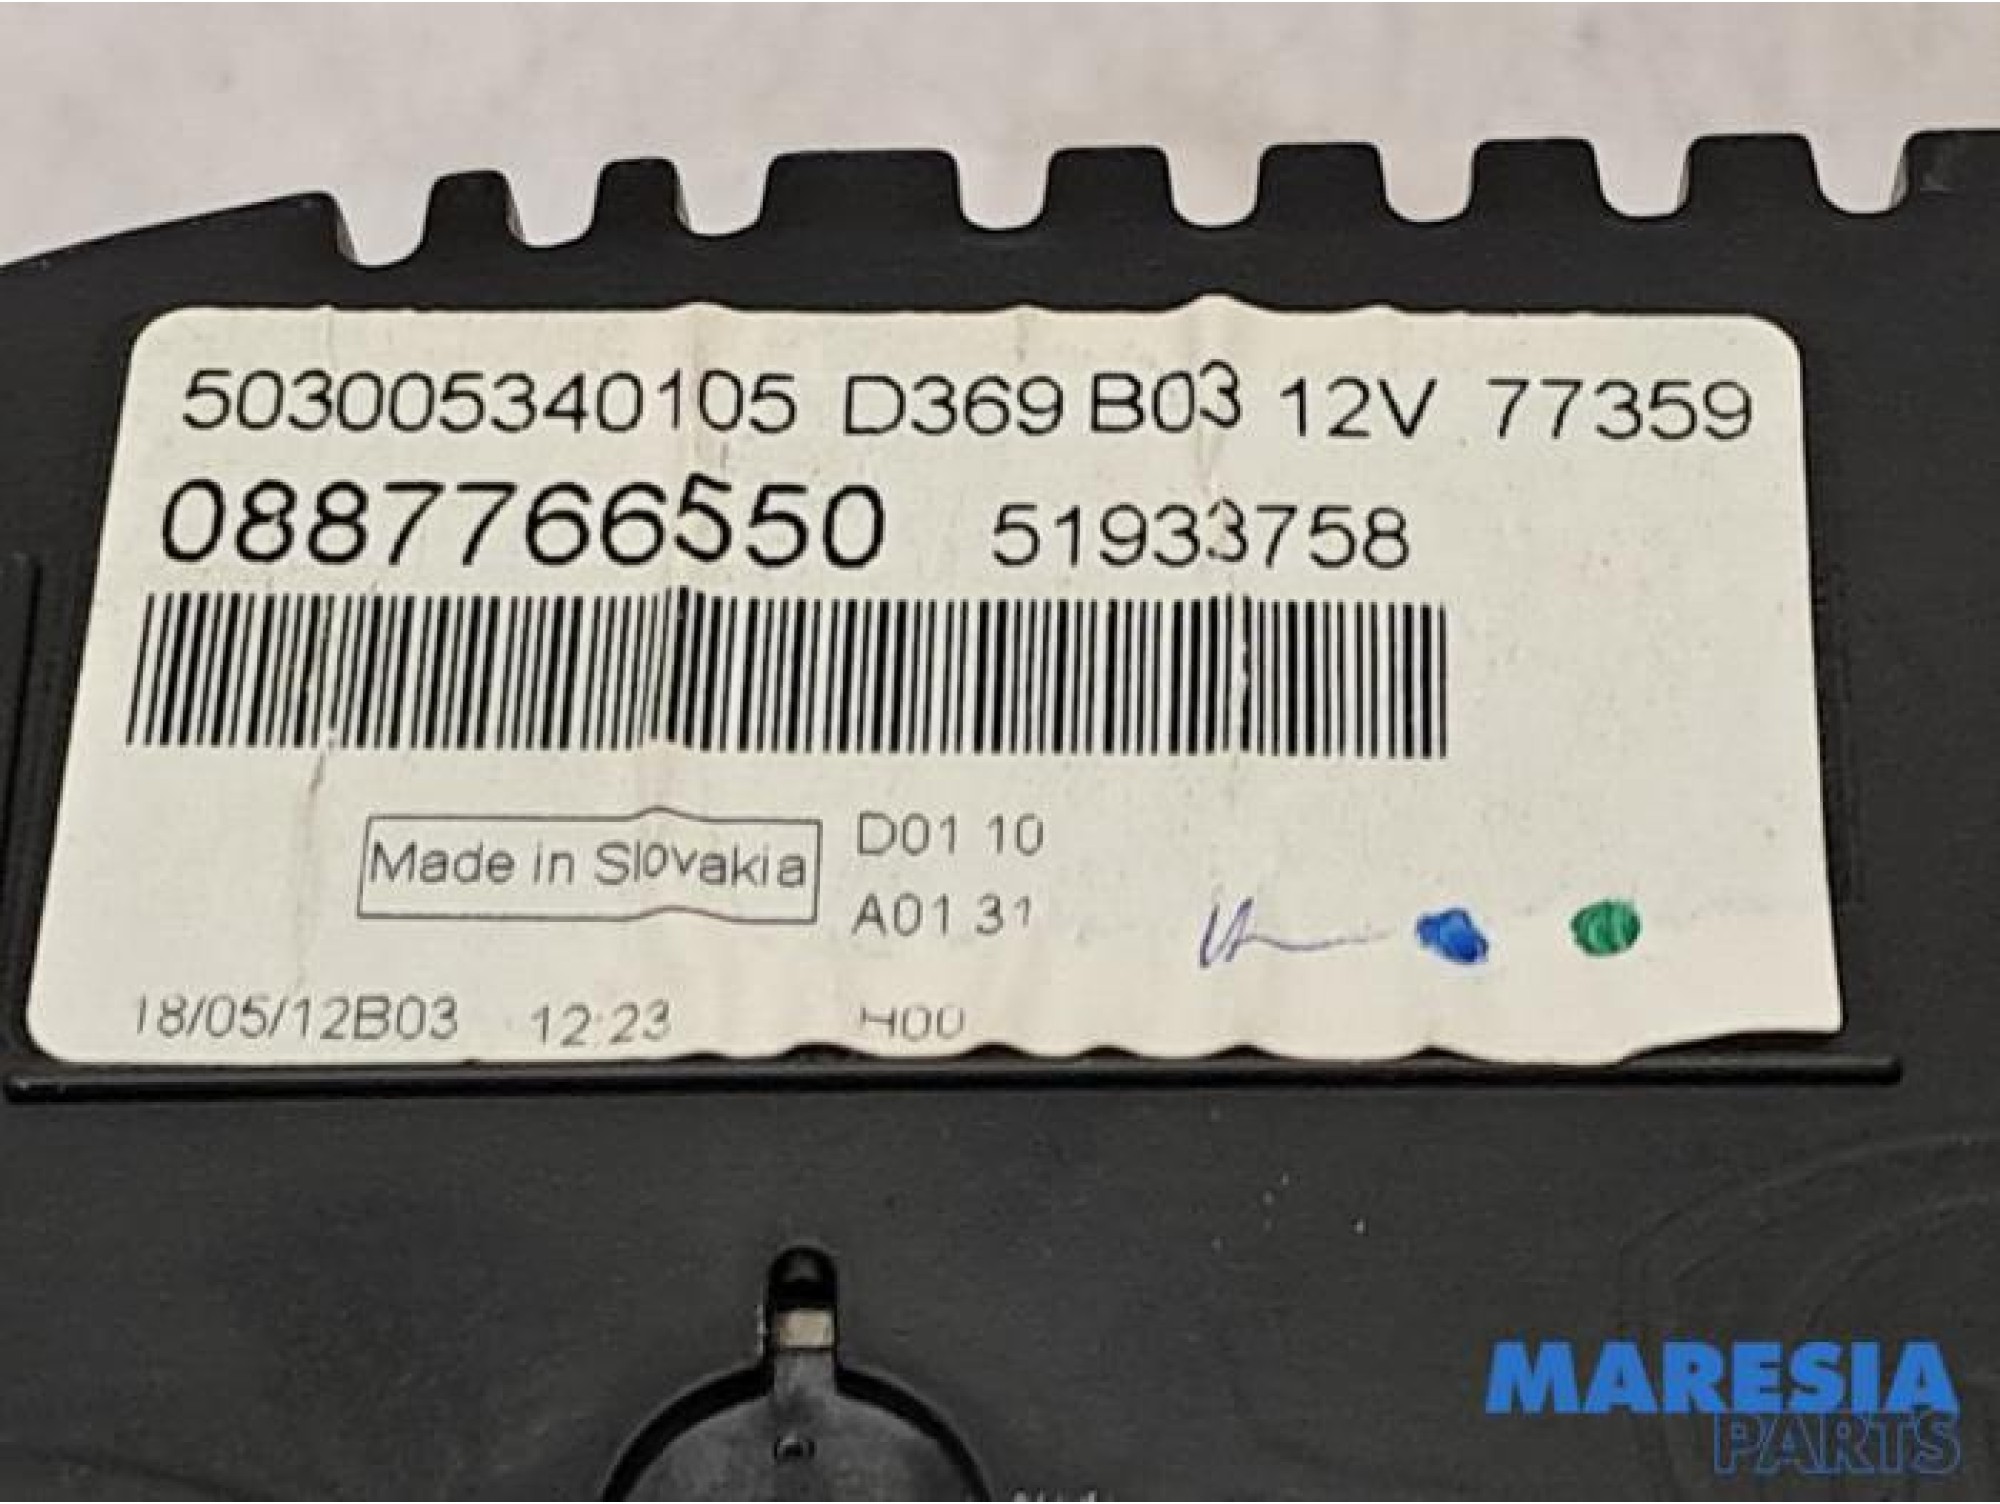 503005340105 D369 B03 12V 77359
0887766550 51933758
Made in Slovakia
D01 10
A01 31
18/05/12B03 12:23 H00
MARESIA
PARTS